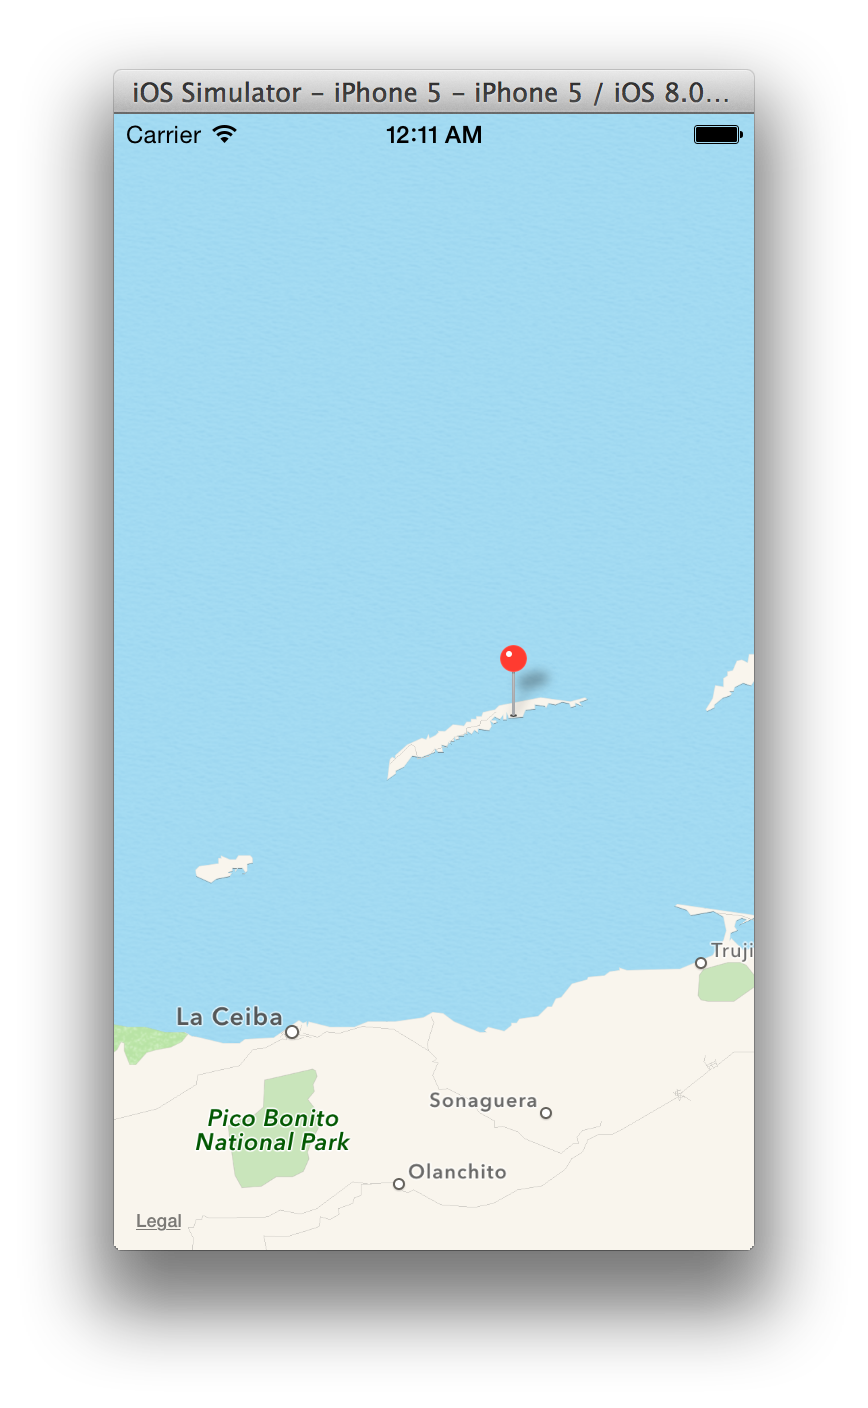 iOS Simulator – iPhone 5 – iPhone 5 / iOS 8.0...
Carrier 12:11 AM
Truji
La Ceiba
Sonaguera
Pico Bonito
National Park
Olanchito
Legal